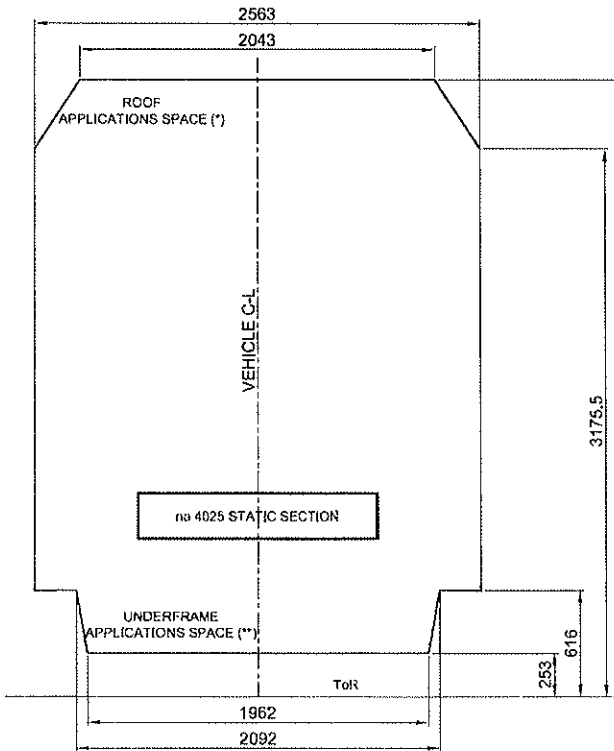 2563
2043
ROOF
APPLICATIONS SPACE (*)
VEHICLE C-L
3175.5
na 4025 STATIC SECTION
UNDERFRAME
APPLICATIONS SPACE (**)
616
253
ToR
1962
2092